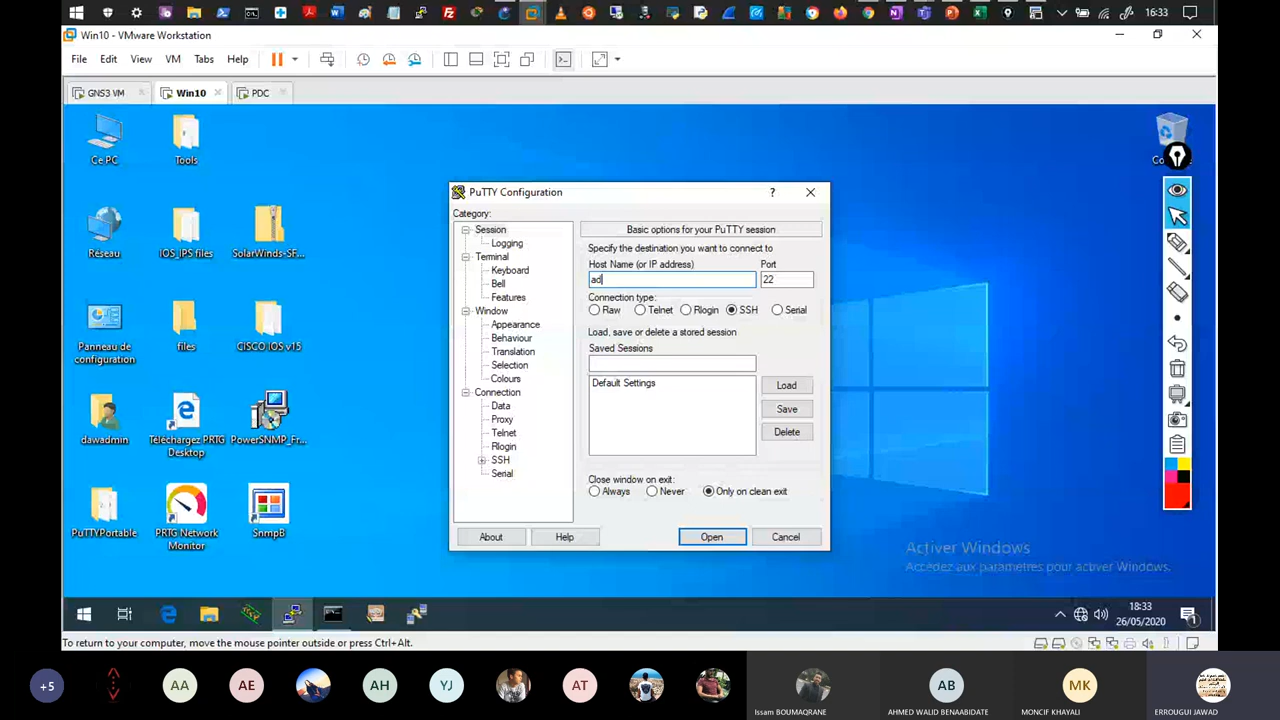 16:33
Win10 - VMware Workstation
File Edit View VM Tabs Help
GNS3 VM
Win10
PDC
Ce PC
Tools
Réseau
IOS_IPS files
SolarWinds-SF...
Panneau de
configuration
files
CISCO IOS v15
dawadmin
Téléchargez PRTG
Desktop
PowerSNMP_Fr...
PuTTYPortable
PRTG Network
Monitor
SnmpB
PuTTY Configuration
?
Category:
Session
Logging
Terminal
Keyboard
Bell
Features
Window
Appearance
Behaviour
Translation
Selection
Colours
Connection
Data
Proxy
Telnet
Rlogin
SSH
Serial
Basic options for your PuTTY session
Specify the destination you want to connect to
Host Name (or IP address) Port
ad 22
Connection type:
Raw Telnet Rlogin SSH Serial
Load, save or delete a stored session
Saved Sessions
Default Settings
Load
Save
Delete
Close window on exit:
Always Never Only on clean exit
About Help Open Cancel
Activer Windows
Accédez aux paramètres pour activer Windows.
18:33
26/05/2020
To return to your computer, move the mouse pointer outside or press Ctrl+Alt.
+5
AA
AE
AH
YJ
AT
AB
MK
Issam BOUMAQRANE
AHMED WALID BENAABIDATE
MONCIF KHAYALI
ERROUGUI JAWAD